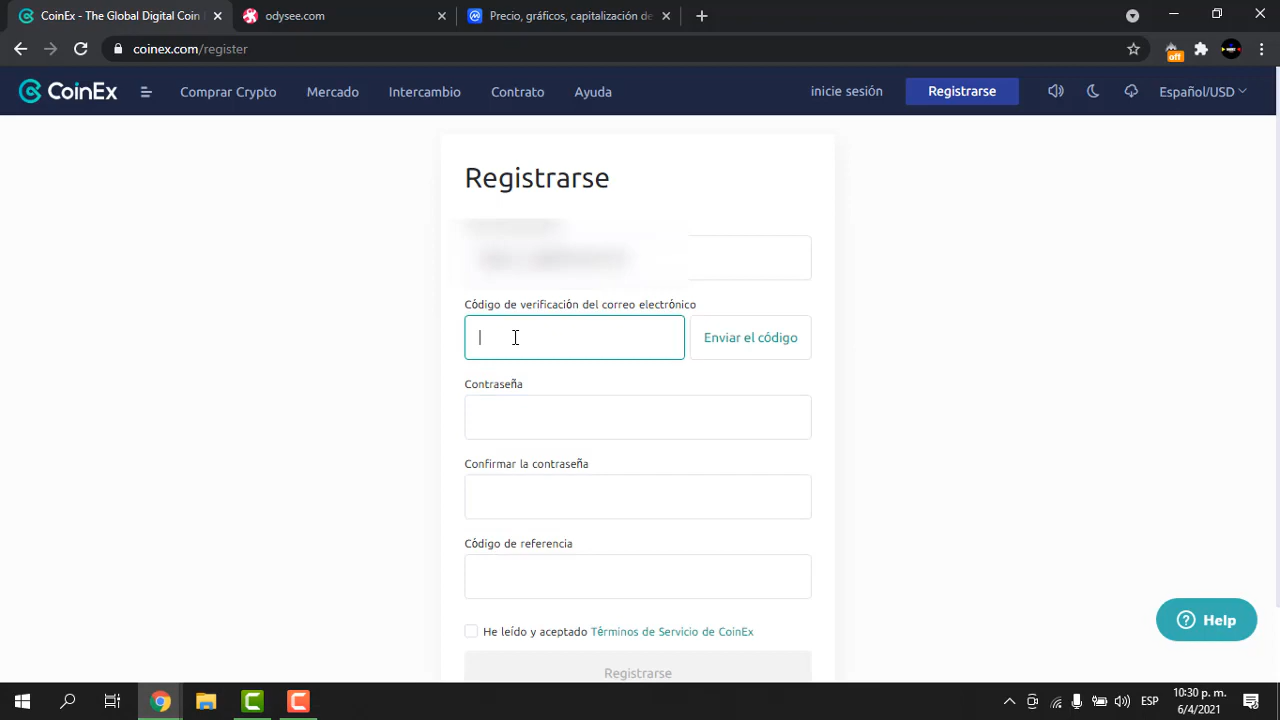 CoinEx - The Global Digital Coin
odysee.com
Precio, gráficos, capitalización de
coinex.com/register
off
CoinEx
Comprar Crypto
Mercado
Intercambio
Contrato
Ayuda
inicie sesión
Registrarse
Español/USD
Registrarse
Código de verificación del correo electrónico
Enviar el código
Contraseña
Confirmar la contraseña
Código de referencia
He leído y aceptado Términos de Servicio de CoinEx
Registrarse
Help
ESP
10:30 p. m.
6/4/2021